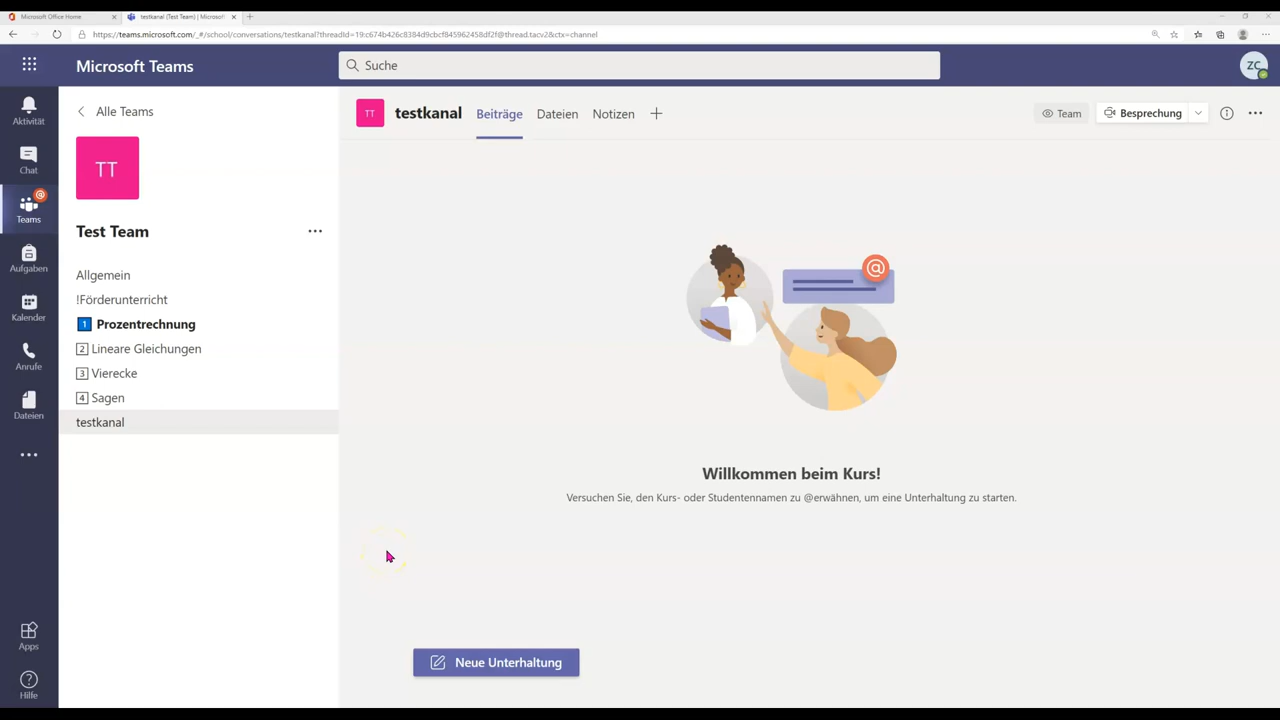 Microsoft Office Home
testkanal (Test Team) | Microsof
https://teams.microsoft.com/_#/school/conversations/testkanal?threadId=19:c674b426c8384d9cbcf845962458df2f@thread.tacv2&ctx=channel
Microsoft Teams
Suche
ZC
Aktivität
Chat
@
Teams
Aufgaben
Kalender
Anrufe
Dateien
Apps
Hilfe
Alle Teams
TT
Test Team
Allgemein
!Förderunterricht
1 Prozentrechnung
2 Lineare Gleichungen
3 Vierecke
4 Sagen
testkanal
TT
testkanal
Beiträge
Dateien
Notizen
Team
Besprechung
@
Willkommen beim Kurs!
Versuchen Sie, den Kurs- oder Studentennamen zu @erwähnen, um eine Unterhaltung zu starten.
Neue Unterhaltung